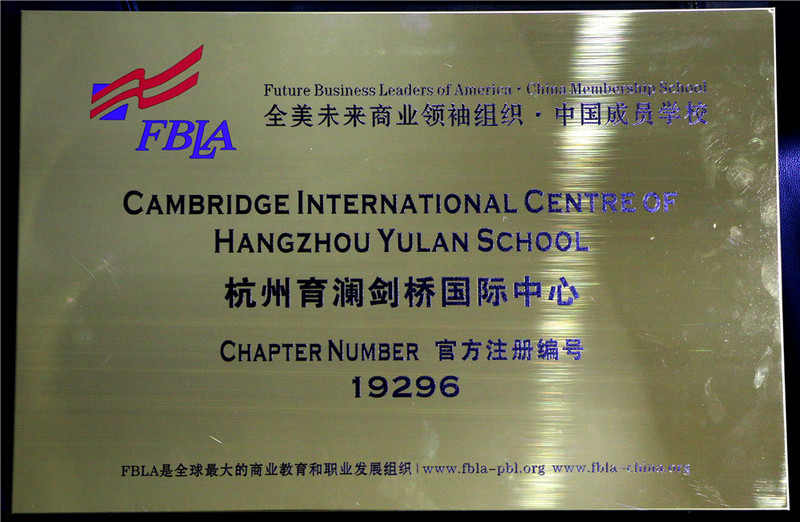 FBLA
Future Business Leaders of America · China Membership School
全美未来商业领袖组织·中国成员学校
CAMBRIDGE INTERNATIONAL CENTRE OF
HANGZHOU YULAN SCHOOL
杭州育澜剑桥国际中心
CHAPTER NUMBER 官方注册编号
19296
FBLA是全球最大的商业教育和职业发展组织 | www.fbla-pbl.org www.fbla-china.org